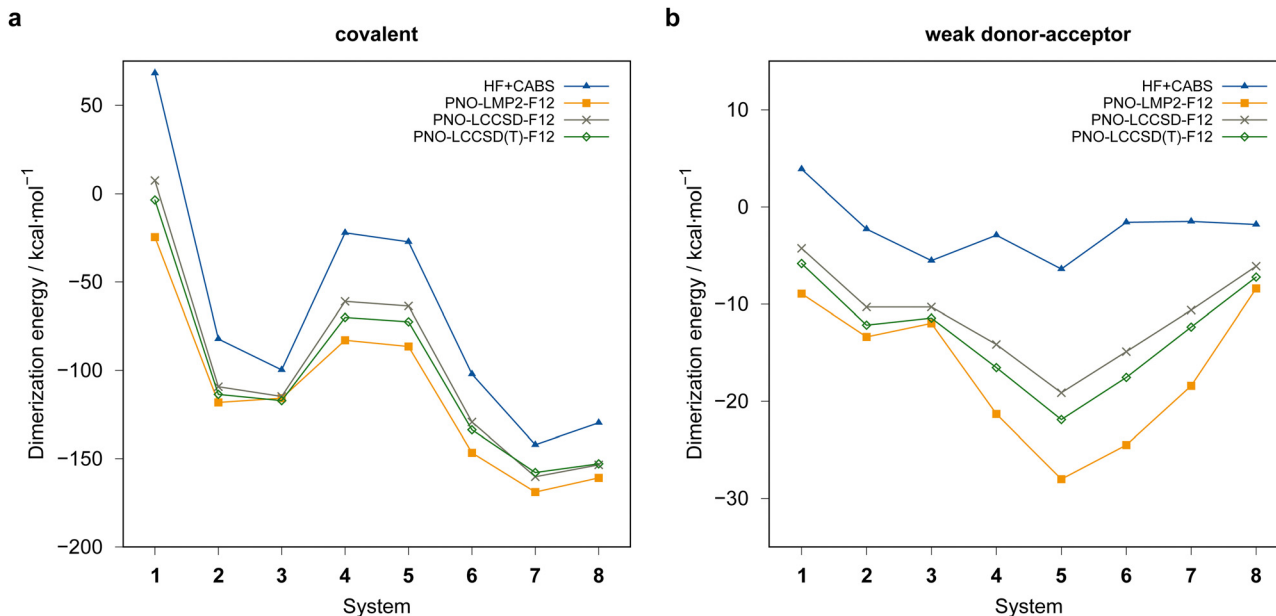 a
covalent
HF+CABS
PNO-LMP2-F12
PNO-LCCSD-F12
PNO-LCCSD(T)-F12
Dimerization energy / kcal·mol⁻¹
50
0
−50
−100
−150
−200
1 2 3 4 5 6 7 8
System
b
weak donor-acceptor
HF+CABS
PNO-LMP2-F12
PNO-LCCSD-F12
PNO-LCCSD(T)-F12
Dimerization energy / kcal·mol⁻¹
10
0
−10
−20
−30
1 2 3 4 5 6 7 8
System